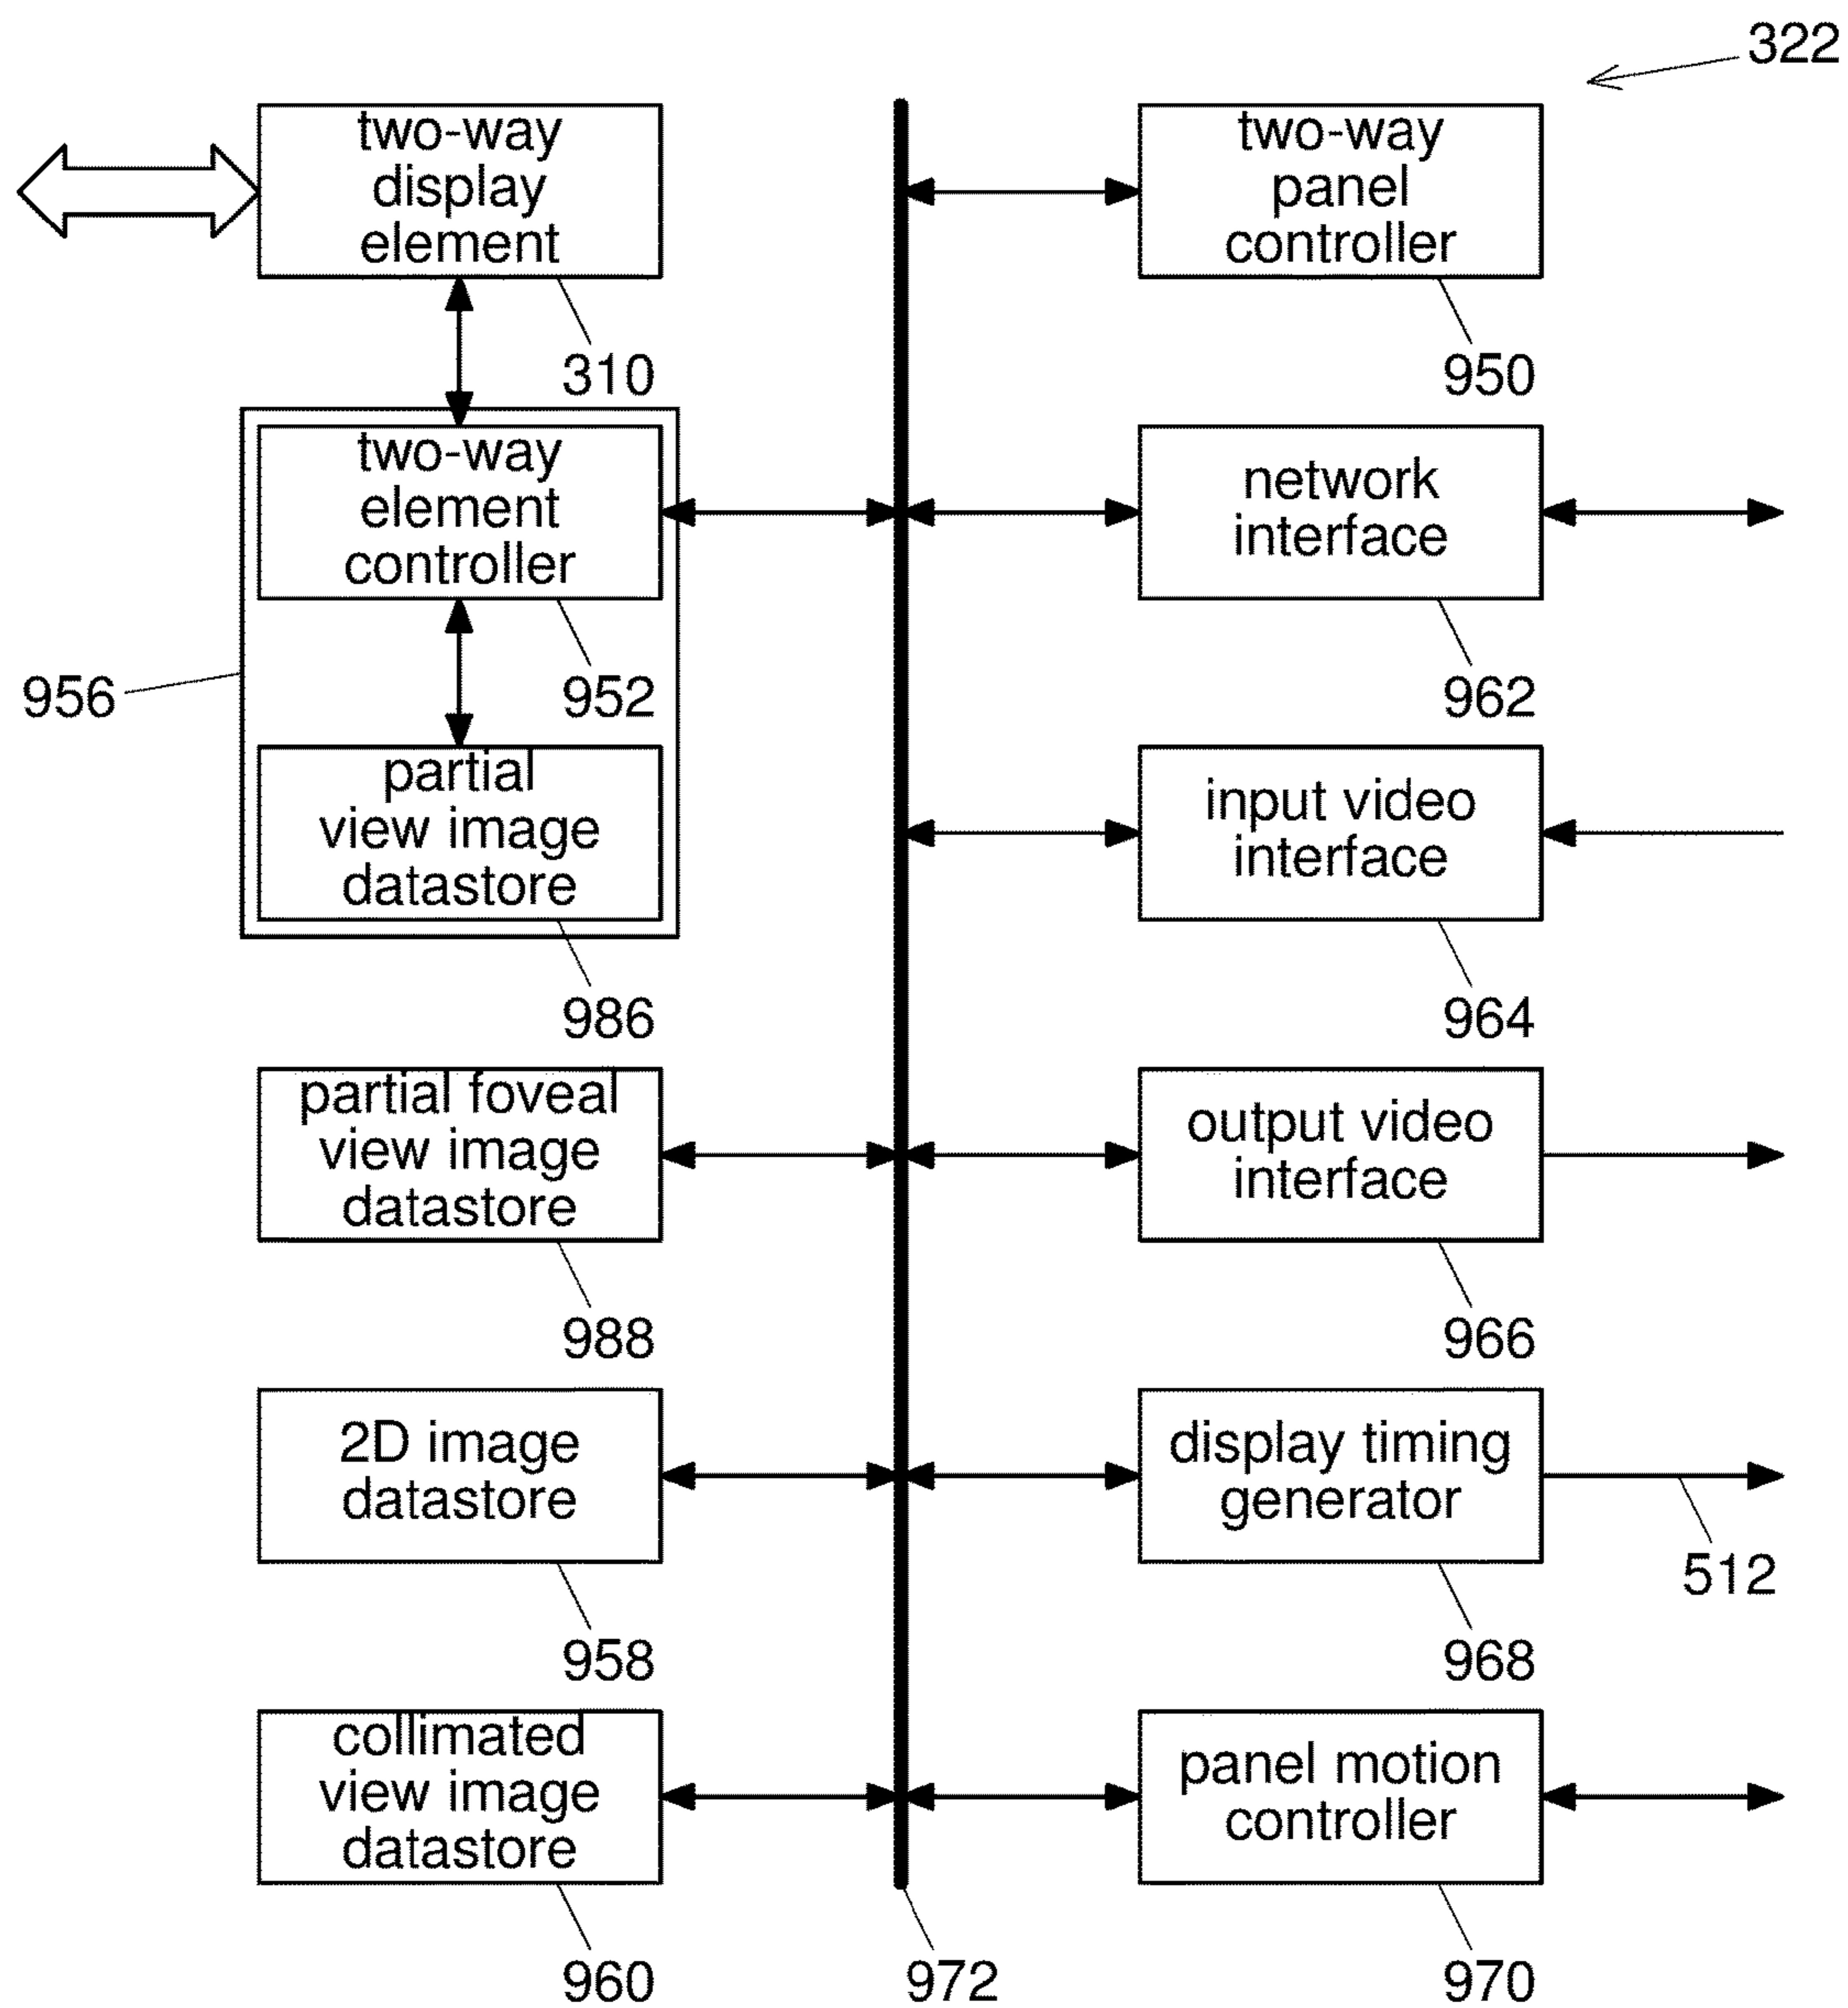 322
two-way
display
element
310
two-way
panel
controller
950
956
two-way
element
controller
952
network
interface
962
partial
view image
datastore
986
input video
interface
964
partial foveal
view image
datastore
988
output video
interface
966
2D image
datastore
958
display timing
generator
968
512
collimated
view image
datastore
960
972
panel motion
controller
970